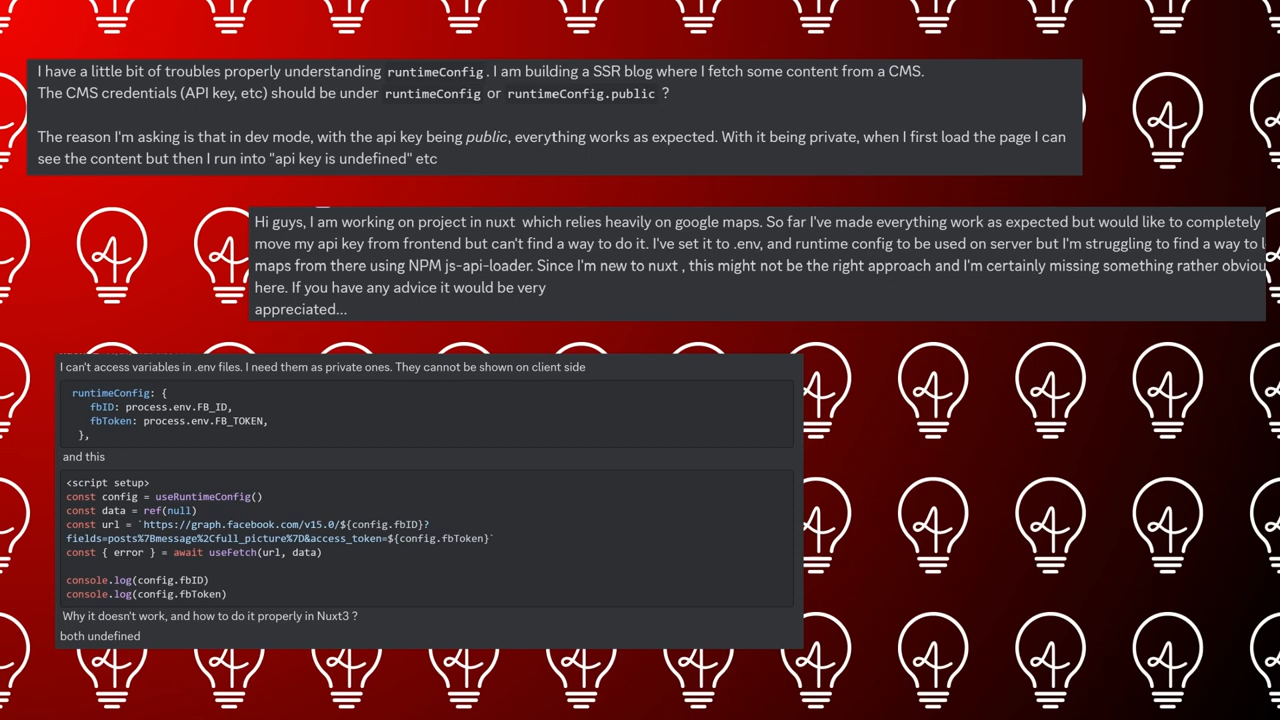 I have a little bit of troubles properly understanding runtimeConfig. I am building a SSR blog where I fetch some content from a CMS.
The CMS credentials (API key, etc) should be under runtimeConfig or runtimeConfig.public ?
The reason I'm asking is that in dev mode, with the api key being public, everything works as expected. With it being private, when I first load the page I can
see the content but then I run into "api key is undefined" etc
Hi guys, I am working on project in nuxt which relies heavily on google maps. So far I've made everything work as expected but would like to completely
move my api key from frontend but can't find a way to do it. I've set it to .env, and runtime config to be used on server but I'm struggling to find a way to
maps from there using NPM js-api-loader. Since I'm new to nuxt , this might not be the right approach and I'm certainly missing something rather obviou
here. If you have any advice it would be very
appreciated...
I can't access variables in .env files. I need them as private ones. They cannot be shown on client side
runtimeConfig: {
fbID: process.env.FB_ID,
fbToken: process.env.FB_TOKEN,
},
and this
<script setup>
const config = useRuntimeConfig()
const data = ref(null)
const url = `https://graph.facebook.com/v15.0/${config.fbID}?
fields=posts%7Bmessage%2Cfull_picture%7D&access_token=${config.fbToken}`
const { error } = await useFetch(url, data)
console.log(config.fbID)
console.log(config.fbToken)
Why it doesn't work, and how to do it properly in Nuxt3 ?
both undefined